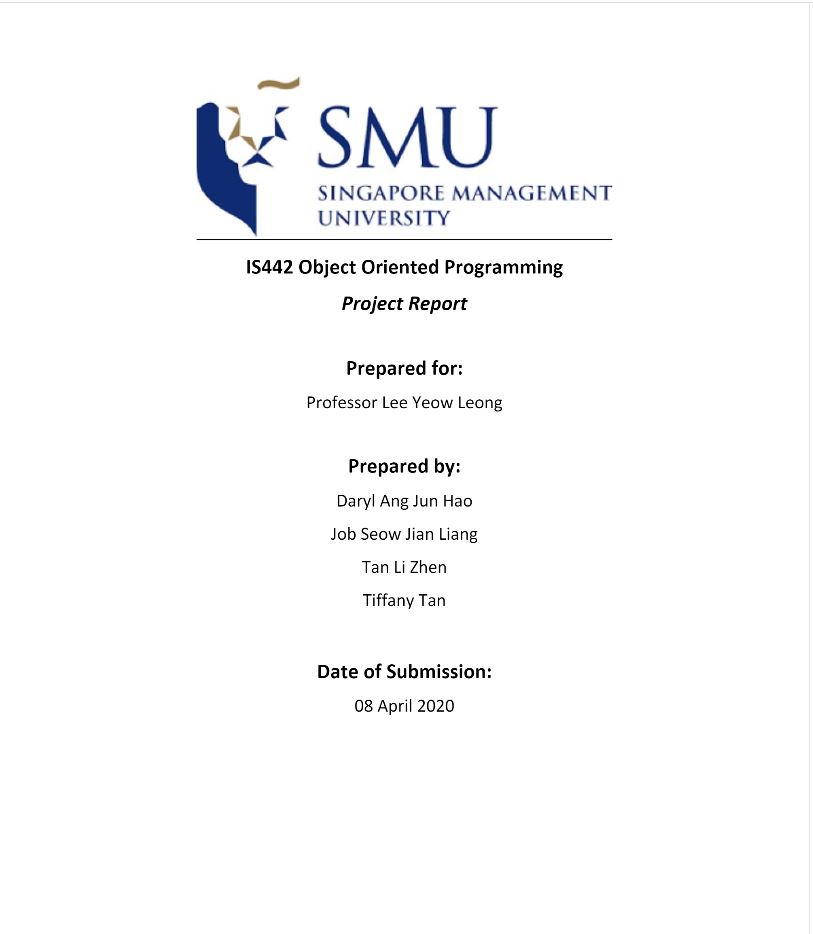 SMU
SINGAPORE MANAGEMENT
UNIVERSITY
IS442 Object Oriented Programming
Project Report
Prepared for:
Professor Lee Yeow Leong
Prepared by:
Daryl Ang Jun Hao
Job Seow Jian Liang
Tan Li Zhen
Tiffany Tan
Date of Submission:
08 April 2020